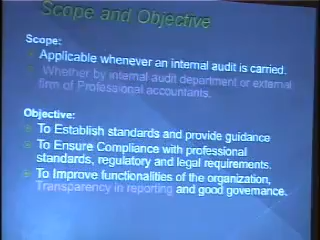 Scope and Objective
Scope:
Applicable whenever an internal audit is carried.
Whether by internal audit department or external
firm of Professional accountants.
Objective:
To Establish standards and provide guidance
To Ensure Compliance with professional
standards, regulatory and legal requirements.
To Improve functionalities of the organization,
Transparency in reporting and good governance.